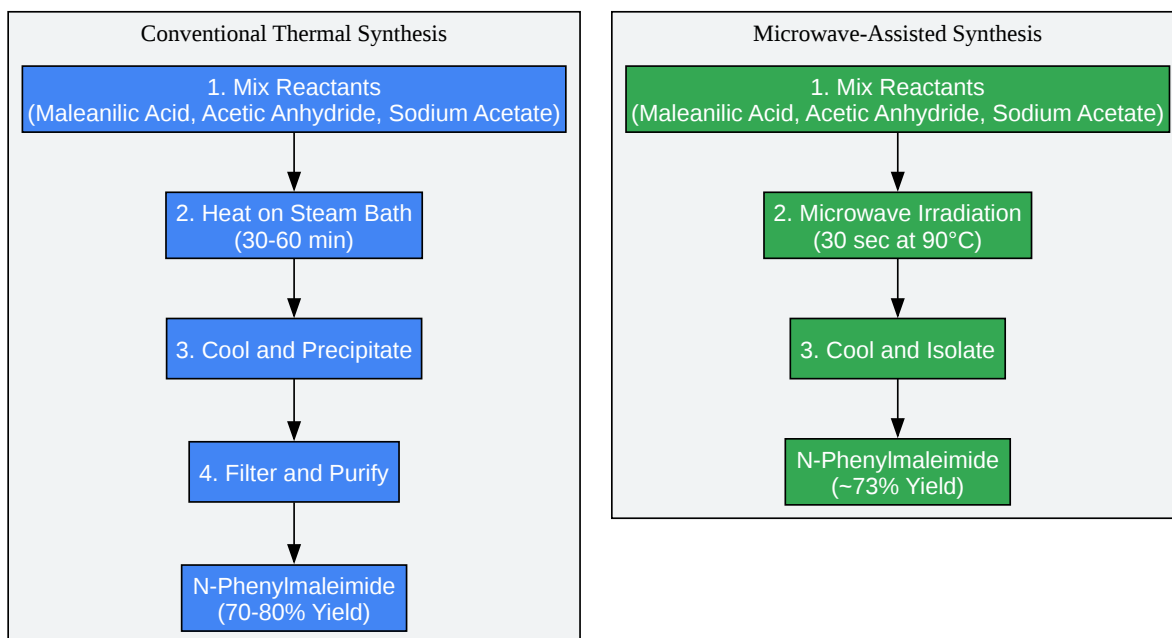 Conventional Thermal Synthesis
1. Mix Reactants
(Maleanilic Acid, Acetic Anhydride, Sodium Acetate)
2. Heat on Steam Bath
(30-60 min)
3. Cool and Precipitate
4. Filter and Purify
N-Phenylmaleimide
(70-80% Yield)
Microwave-Assisted Synthesis
1. Mix Reactants
(Maleanilic Acid, Acetic Anhydride, Sodium Acetate)
2. Microwave Irradiation
(30 sec at 90°C)
3. Cool and Isolate
N-Phenylmaleimide
(~73% Yield)